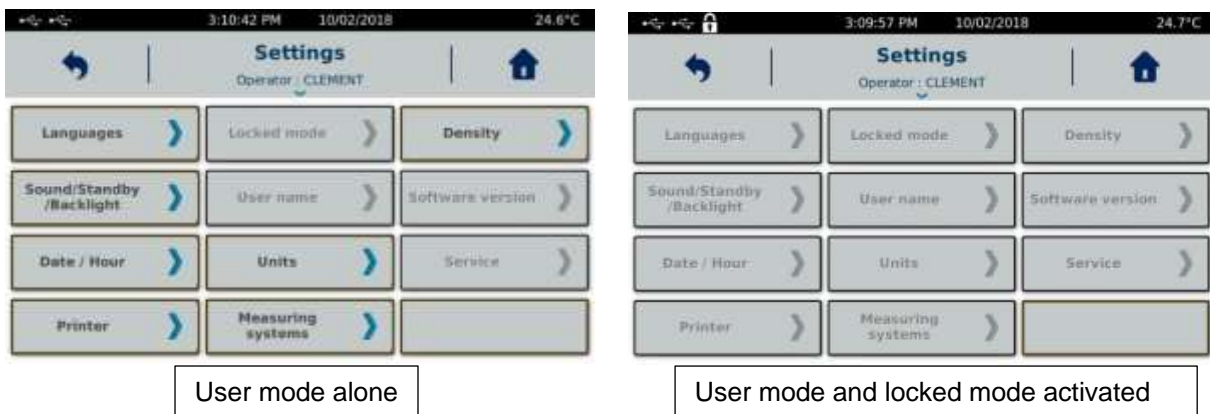 3:10:42 PM 10/02/2018 24.6°C
Settings
Operator : CLEMENT
Languages
Locked mode
Density
Sound/Standby
/Backlight
User name
Software version
Date / Hour
Units
Service
Printer
Measuring
systems
User mode alone
3:09:57 PM 10/02/2018 24.7°C
Settings
Operator : CLEMENT
Languages
Locked mode
Density
Sound/Standby
/Backlight
User name
Software version
Date / Hour
Units
Service
Printer
Measuring
systems
User mode and locked mode activated